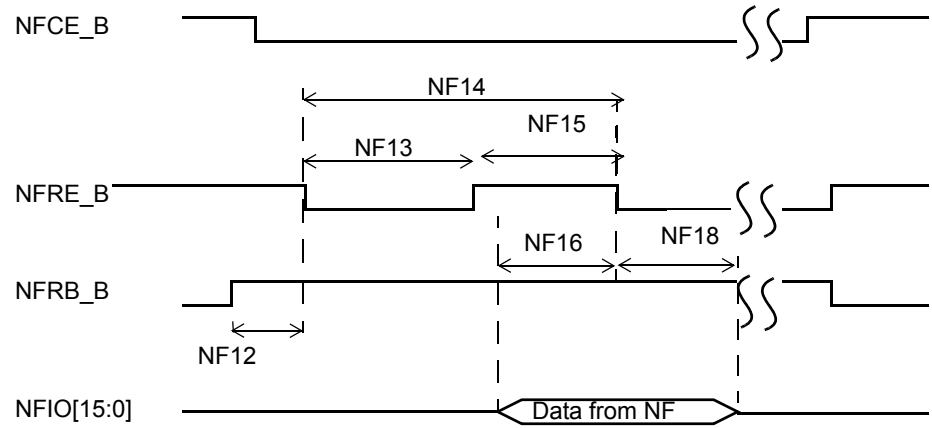 NFCE_B
NF14
NF15
NF13
NFRE_B
NF16
NF18
NFRB_B
NF12
NFIO[15:0]
Data from NF